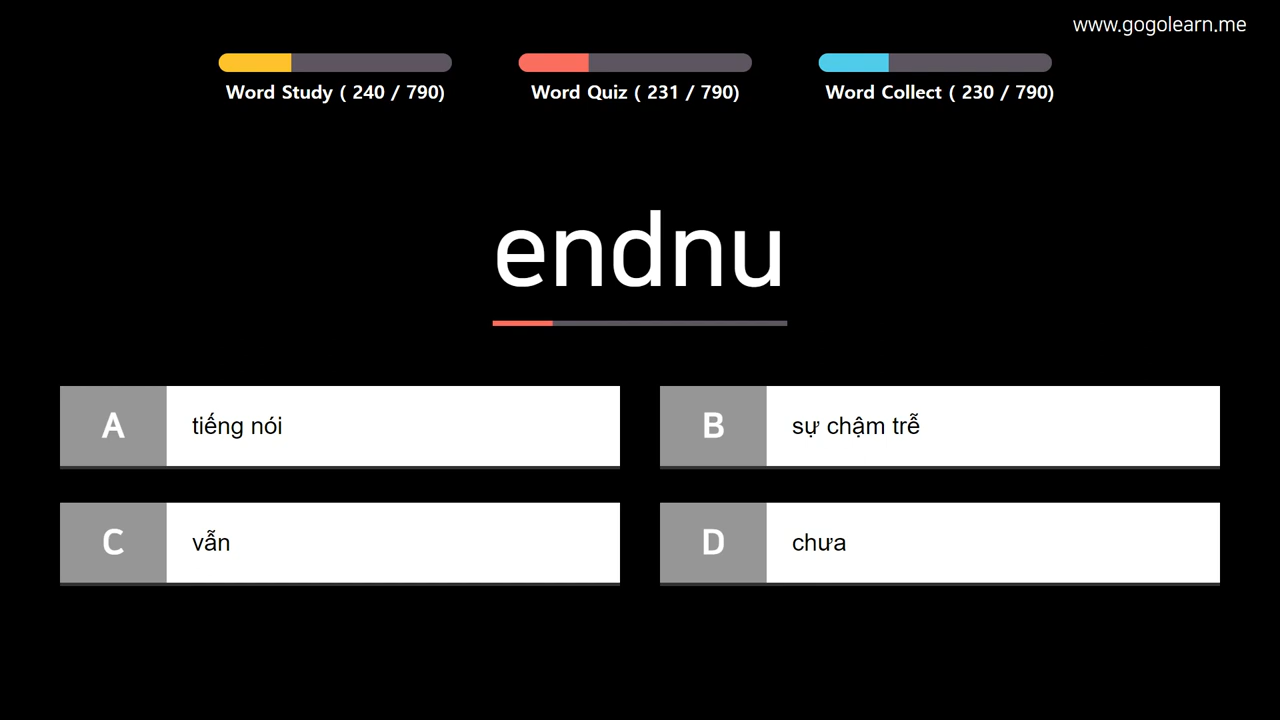 www.gogolearn.me
Word Study ( 240 / 790)
Word Quiz ( 231 / 790)
Word Collect ( 230 / 790)
endnu
A tiếng nói
B sự chậm trễ
C vẫn
D chưa